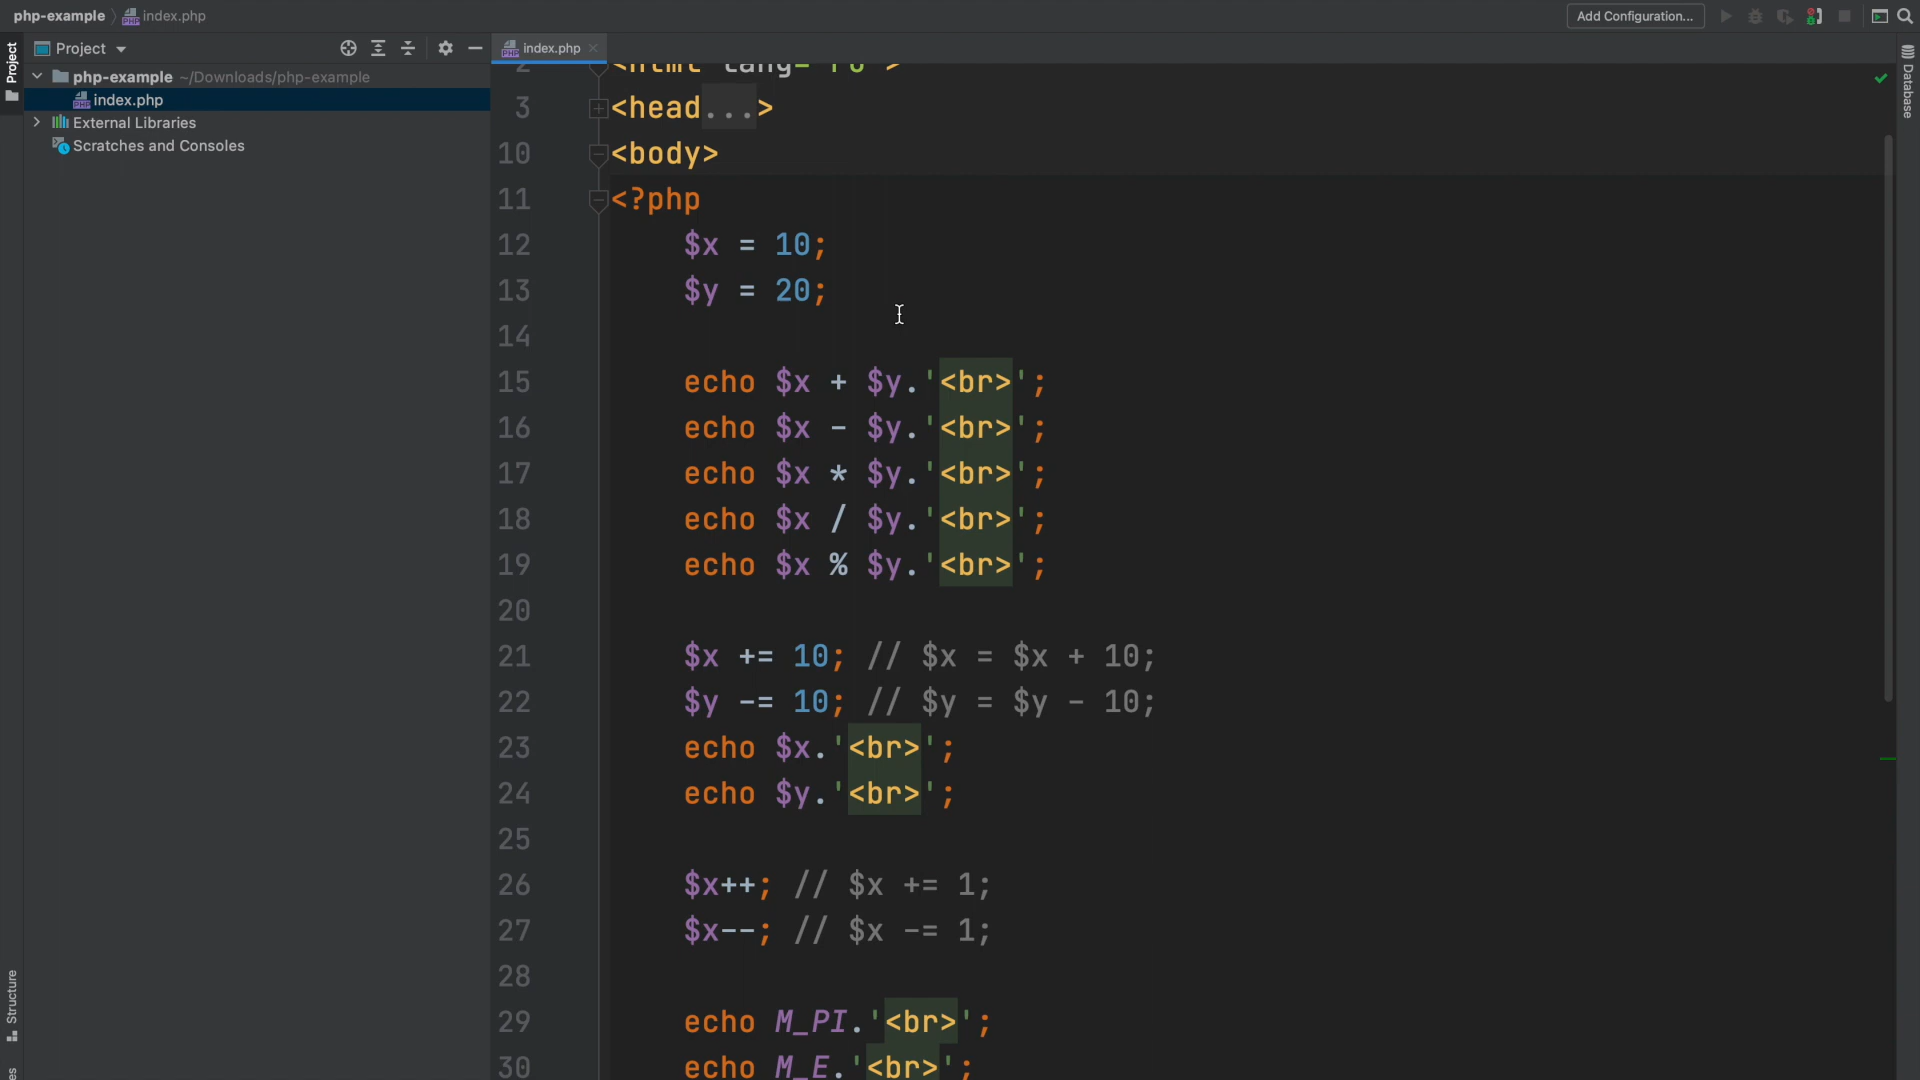 php-example
index.php
Add Configuration...
Project
index.php
php-example ~/Downloads/php-example
index.php
External Libraries
Scratches and Consoles
Project
Structure
Database
3 <head...>
10 <body>
11 <?php
12 $x = 10;
13 $y = 20;
14
15 echo $x + $y.'<br>';
16 echo $x - $y.'<br>';
17 echo $x * $y.'<br>';
18 echo $x / $y.'<br>';
19 echo $x % $y.'<br>';
20
21 $x += 10; // $x = $x + 10;
22 $y -= 10; // $y = $y - 10;
23 echo $x.'<br>';
24 echo $y.'<br>';
25
26 $x++; // $x += 1;
27 $x--; // $x -= 1;
28
29 echo M_PI.'<br>';
30 echo M_E.'<br>';